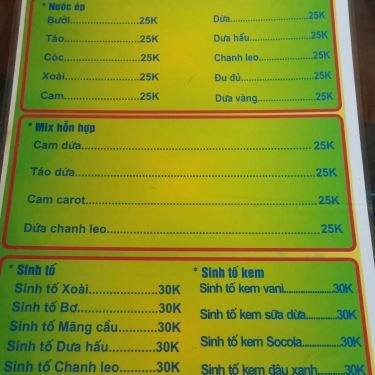 * Nước ép
Bưởi.....................25K
Táo.......................25K
Cóc.......................25K
Xoài......................25K
Cam......................25K
Dứa........................25K
Dưa hấu.................25K
Chanh leo..............25K
Đu đủ.....................25K
Dưa vàng...............25K
* Mix hỗn hợp
Cam dứa.................................................25K
Táo dứa..................................................25K
Cam carot...............................................25K
Dứa chanh leo........................................25K
* Sinh tố
Sinh tố Xoài.................30K
Sinh tố Bơ....................30K
Sinh tố Mãng cầu........30K
Sinh tố Dưa hấu..........30K
Sinh tố Chanh leo........30K
* Sinh tố kem
Sinh tố kem vani..................30K
Sinh tố kem sữa dừa...........30K
Sinh tố kem Socola.............30K
Sinh tố kem đậu xanh.........30K